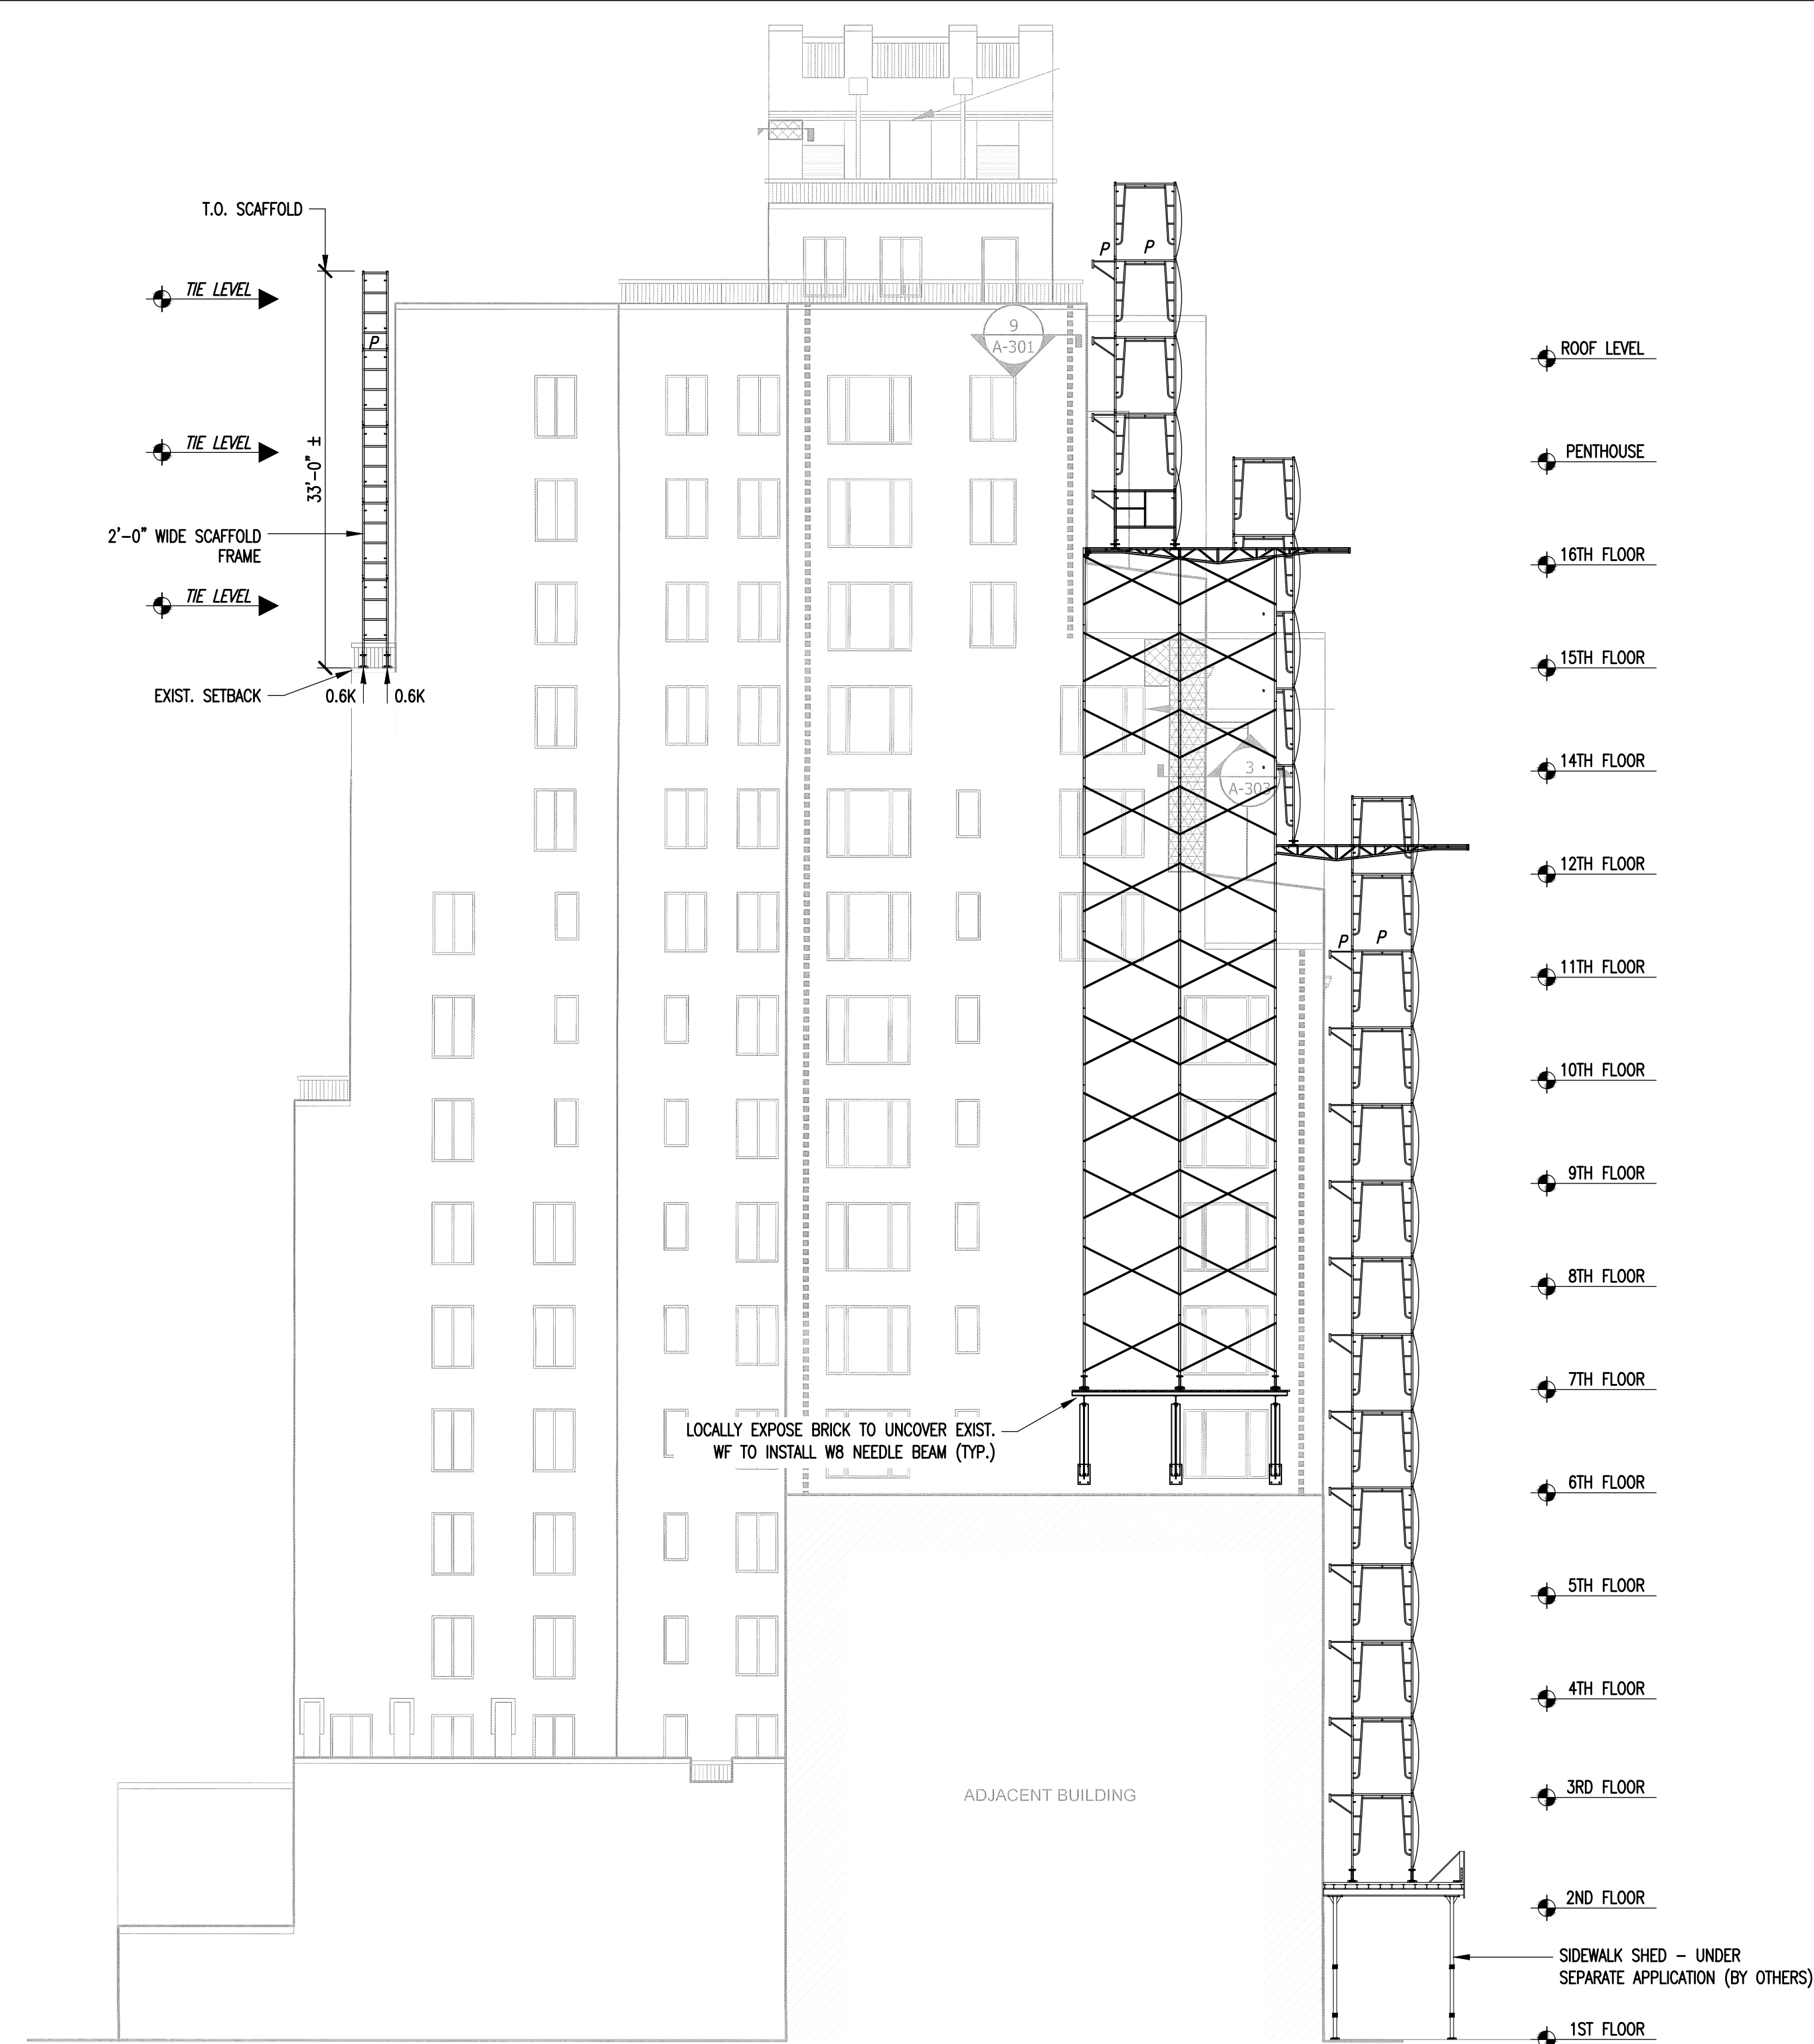 T.O. SCAFFOLD
TIE LEVEL
P
33'-0" ±
TIE LEVEL
2'-0" WIDE SCAFFOLD
FRAME
TIE LEVEL
EXIST. SETBACK
0.6K
0.6K
P
P
9
A-301
3
A-303
P
P
LOCALLY EXPOSE BRICK TO UNCOVER EXIST.
WF TO INSTALL W8 NEEDLE BEAM (TYP.)
ADJACENT BUILDING
ROOF LEVEL
PENTHOUSE
16TH FLOOR
15TH FLOOR
14TH FLOOR
12TH FLOOR
11TH FLOOR
10TH FLOOR
9TH FLOOR
8TH FLOOR
7TH FLOOR
6TH FLOOR
5TH FLOOR
4TH FLOOR
3RD FLOOR
2ND FLOOR
SIDEWALK SHED - UNDER
SEPARATE APPLICATION (BY OTHERS)
1ST FLOOR